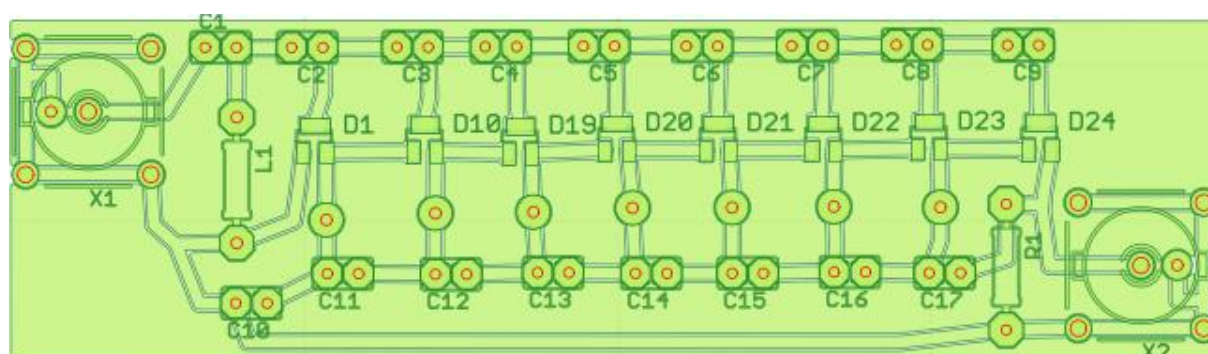 C1
C2 C3 C4 C5 C6 C7 C8 C9
D1 D10 D19 D20 D21 D22 D23 D24
L1
X1
R1
C11 C12 C13 C14 C15 C16 C17
C10
X2